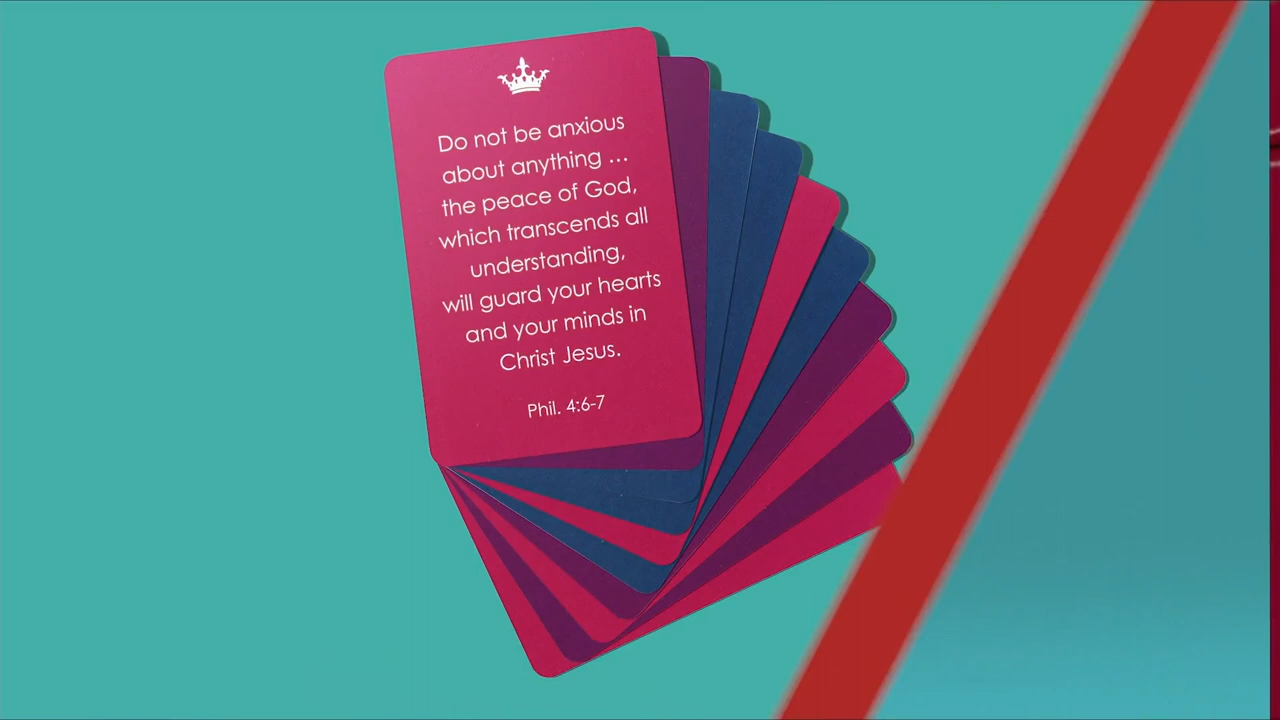 Do not be anxious
about anything ...
the peace of God,
which transcends all
understanding,
will guard your hearts
and your minds in
Christ Jesus.
Phil. 4:6-7